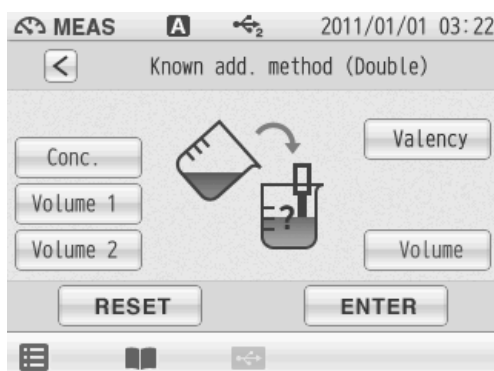 MEAS A 2 2011/01/01 03:22
Known add. method (Double)
Valency
Conc.
Volume 1
?
Volume 2 Volume
RESET ENTER